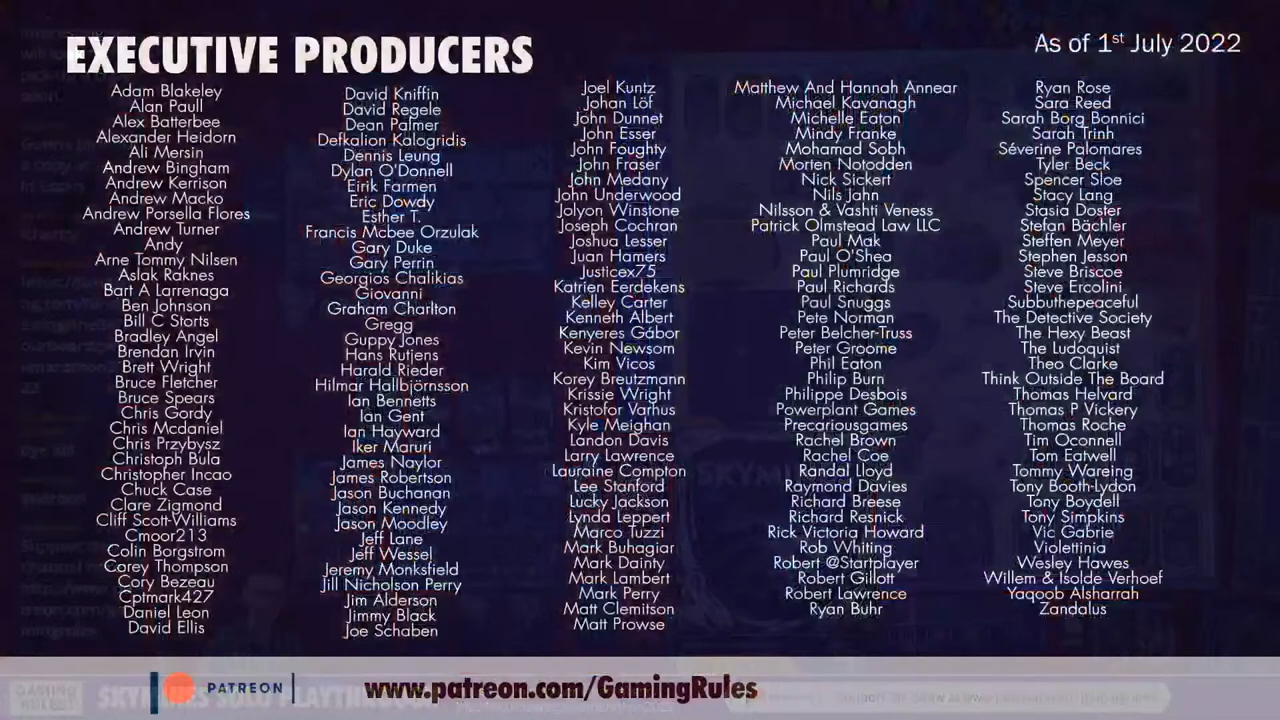 EXECUTIVE PRODUCERS
As of 1st July 2022
Adam Blakeley
Alan Paull
Alex Batterbee
Alexander Heidorn
Ali Mersin
Andrew Bingham
Andrew Kerrison
Andrew Macko
Andrew Porsella Flores
Andrew Turner
Andy
Arne Tommy Nilsen
Aslak Raknes
Bart A Larrenaga
Ben Johnson
Bill C Storts
Bradley Angel
Brendan Irvin
Brett Wright
Bruce Fletcher
Bruce Spears
Chris Gordy
Chris Mcdaniel
Chris Przybysz
Christoph Bula
Christopher Incao
Chuck Case
Clare Zigmond
Cliff Scott-Williams
Cmoor213
Colin Borgstrom
Carey Thompson
Cory Bezeau
Cptmark427
Daniel Leon
David Ellis
David Kniffin
David Regele
Dean Palmer
Defkalion Kalogridis
Dennis Leung
Dylan O'Donnell
Eirik Farmen
Eric Dowdy
Esther T.
Francis Mcbee Orzulak
Gary Duke
Gary Perrin
Georgios Chalikias
Giovanni
Graham Charlton
Gregg
Guppy Jones
Hans Rutjens
Harald Rieder
Hilmar Hallbjörnsson
Ian Bennetts
Ian Gent
Ian Hayward
Iker Maruri
James Naylor
James Robertson
Jason Buchanan
Jason Kennedy
Jason Moodley
Jeff Lane
Jeff Wessel
Jeremy Monksfield
Jill Nicholson Perry
Jim Alderson
Jimmy Black
Joe Schaben
Joel Kuntz
Johan Löf
John Dunnet
John Esser
John Foughty
John Fraser
John Medany
John Underwood
Jolyon Winstone
Joseph Cochran
Joshua Lesser
Juan Hamers
Justicex75
Katrien Eerdekens
Kelley Carter
Kenneth Albert
Kenyeres Gábor
Kevin Newsom
Kim Vicos
Korey Breutzmann
Krissie Wright
Kristofor Varhus
Kyle Meighan
Landon Davis
Larry Lawrence
Lauraine Compton
Lee Stanford
Lucky Jackson
Lynda Leppert
Marco Tuzzi
Mark Buhagiar
Mark Dainty
Mark Lambert
Mark Perry
Matt Clemitson
Matt Prowse
Matthew And Hannah Annear
Michael Kavanagh
Michelle Eaton
Mindy Franke
Mohamad Sobh
Morten Notodden
Nick Sickert
Nils Jahn
Nilsson & Vashti Veness
Patrick Olmstead Law LLC
Paul Mak
Paul O'Shea
Paul Plumridge
Paul Richards
Paul Snuggs
Pete Norman
Peter Belcher-Truss
Peter Groome
Phil Eaton
Philip Burn
Philippe Desbois
Powerplant Games
Precariousgames
Rachel Brown
Rachel Coe
Randal Lloyd
Raymond Davies
Richard Breese
Richard Resnick
Rick Victoria Howard
Rob Whiting
Robert @Startplayer
Robert Gillott
Robert Lawrence
Ryan Buhr
Ryan Rose
Sara Reed
Sarah Borg Bonnici
Sarah Trinh
Séverine Palomares
Tyler Beck
Spencer Sloe
Stacy Lang
Stasia Doster
Stefan Bächler
Steffen Meyer
Stephen Jesson
Steve Briscoe
Steve Ercolini
Subbuthepeaceful
The Detective Society
The Hexy Beast
The Ludoquist
Theo Clarke
Think Outside The Board
Thomas Helvard
Thomas P Vickery
Thomas Roche
Tim Oconnell
Tom Eatwell
Tommy Wareing
Tony Booth-Lydon
Tony Boydell
Tony Simpkins
Vic Gabrie
Violettinia
Wesley Hawes
Willem & Isolde Verhoef
Yaqoob Alsharrah
Zandalus
PATREON
www.patreon.com/GamingRules